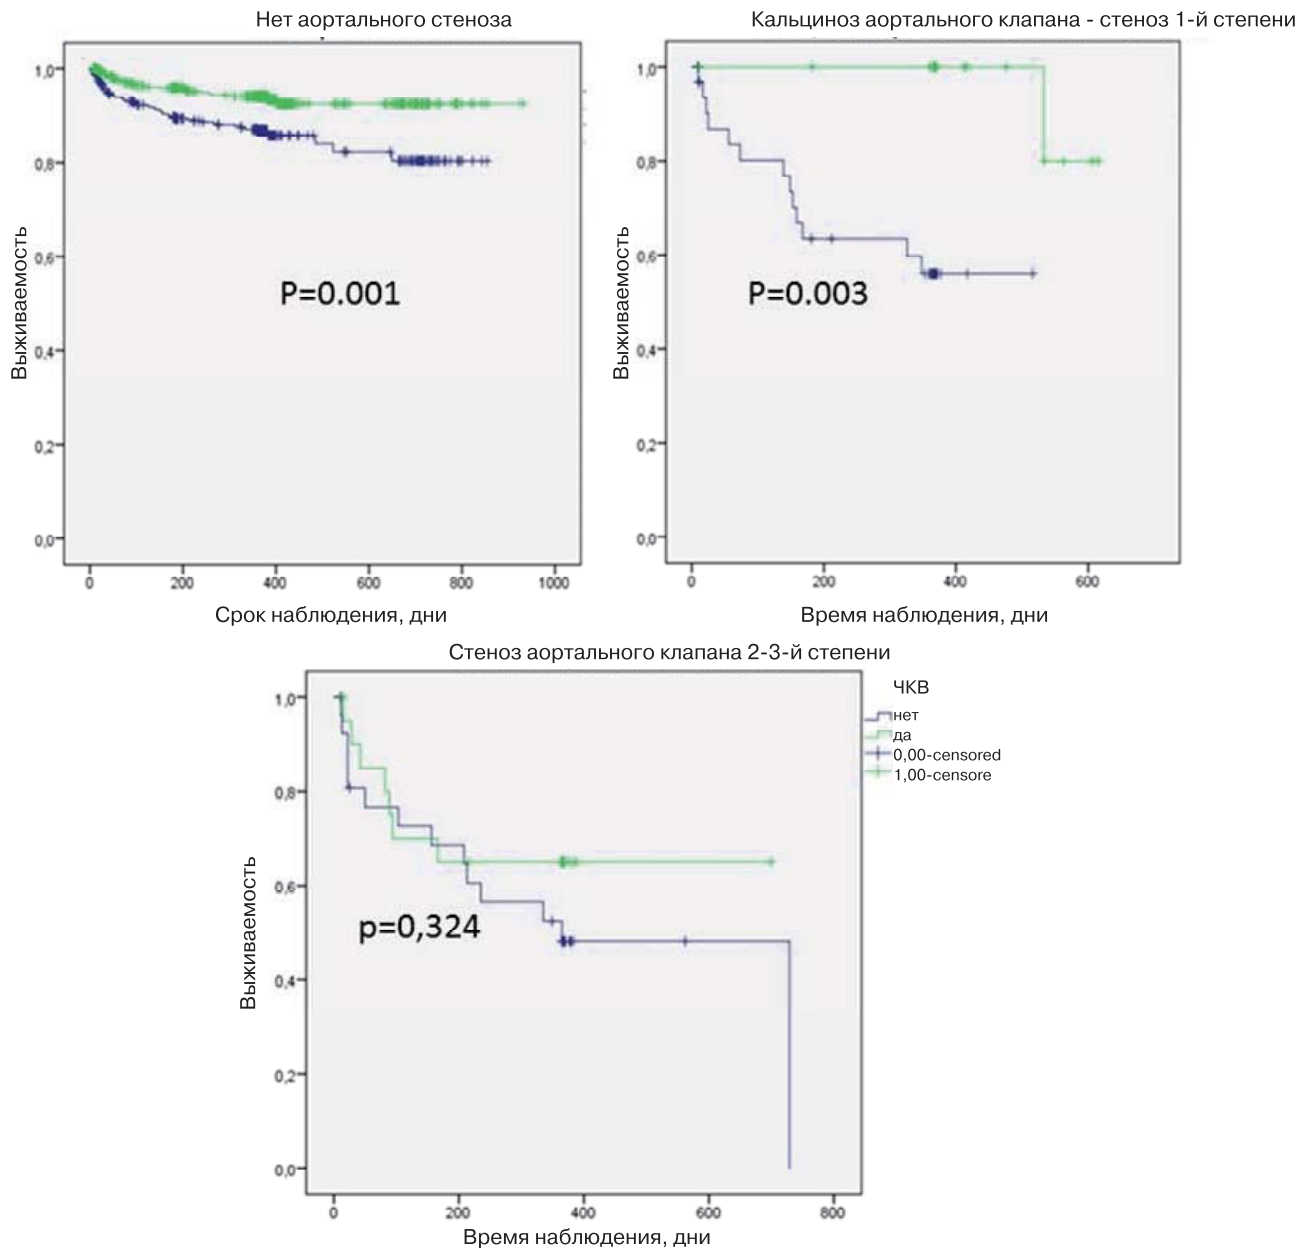 Нет аортального стеноза
Кальциноз аортального клапана - стеноз 1-й степени
Выживаемость
1,0
0,8
0,6
0,4
0,2
0,0
P=0.001
0 200 400 600 800 1000
Срок наблюдения, дни
Выживаемость
1,0
0,8
0,6
0,4
0,2
0,0
P=0.003
0 200 400 600
Время наблюдения, дни
Стеноз аортального клапана 2-3-й степени
Выживаемость
1,0
0,8
0,6
0,4
0,2
0,0
p=0,324
0 200 400 600 800
Время наблюдения, дни
ЧКВ
нет
да
0,00-censored
1,00-censore